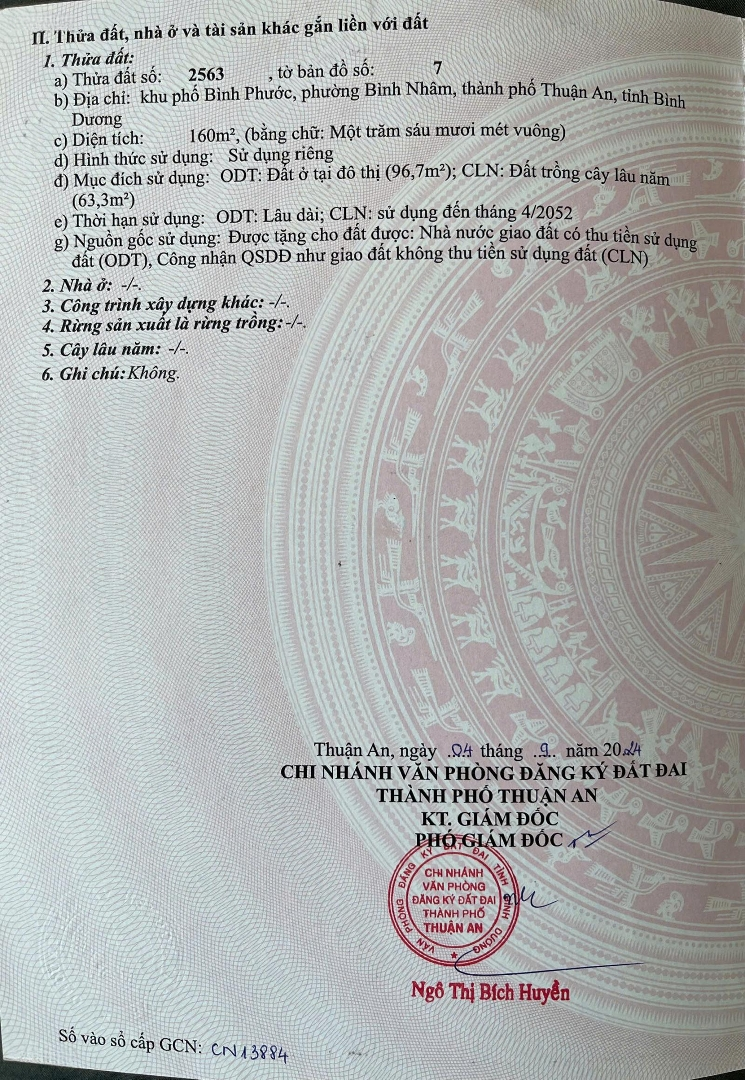 II. Thửa đất, nhà ở và tài sản khác gắn liền với đất
1. Thửa đất:
a) Thửa đất số: 2563 , tờ bản đồ số: 7
b) Địa chỉ: khu phố Bình Phước, phường Bình Nhâm, thành phố Thuận An, tỉnh Bình
Dương
c) Diện tích: 160m², (bằng chữ: Một trăm sáu mươi mét vuông)
d) Hình thức sử dụng: Sử dụng riêng
đ) Mục đích sử dụng: ODT: Đất ở tại đô thị (96,7m²); CLN: Đất trồng cây lâu năm
(63,3m²)
e) Thời hạn sử dụng: ODT: Lâu dài; CLN: sử dụng đến tháng 4/2052
g) Nguồn gốc sử dụng: Được tặng cho đất được: Nhà nước giao đất có thu tiền sử dụng
đất (ODT), Công nhận QSDĐ như giao đất không thu tiền sử dụng đất (CLN)
2. Nhà ở: -/-.
3. Công trình xây dựng khác: -/-.
4. Rừng sản xuất là rừng trồng: -/-.
5. Cây lâu năm: -/-.
6. Ghi chú: Không.
Thuận An, ngày 04 tháng 9 năm 2024
CHI NHÁNH VĂN PHÒNG ĐĂNG KÝ ĐẤT ĐAI
THÀNH PHỐ THUẬN AN
KT. GIÁM ĐỐC
PHÓ GIÁM ĐỐC
VĂN PHÒNG ĐĂNG KÝ ĐẤT ĐAI TỈNH BÌNH DƯƠNG
CHI NHÁNH
VĂN PHÒNG
ĐĂNG KÝ ĐẤT ĐAI
THÀNH PHỐ
THUẬN AN
Ngô Thị Bích Huyền
Số vào sổ cấp GCN: CN13884